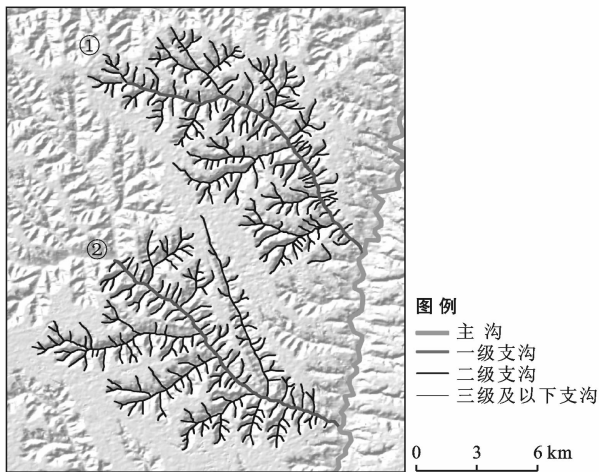 ①
②
图例
主 沟
一级支沟
二级支沟
三级及以下支沟
0 3 6 km